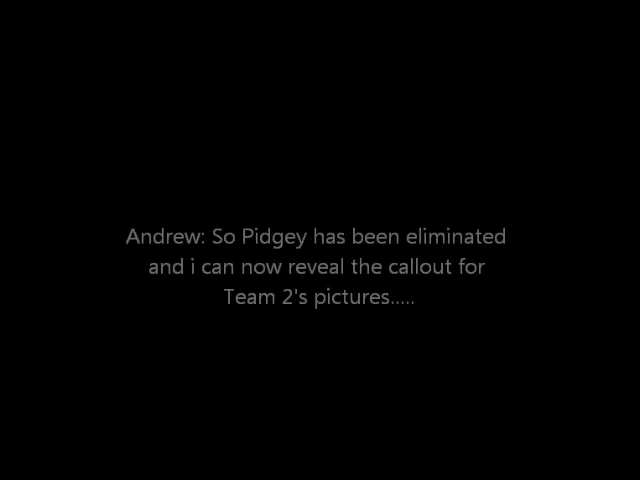 Andrew: So Pidgey has been eliminated
and i can now reveal the callout for
Team 2's pictures.....